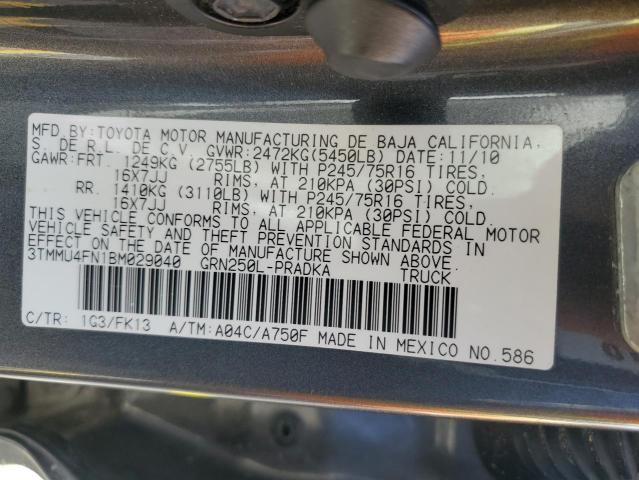 MFD.BY:TOYOTA MOTOR MANUFACTURING DE BAJA CALIFORNIA,
S. DE R.L. DE C.V. GVWR:2472KG(5450LB) DATE:11/10
GAWR:FRT. 1249KG (2755LB) WITH P245/75R16 TIRES,
16X7JJ RIMS, AT 210KPA (30PSI) COLD.
RR. 1410KG (3110LB) WITH P245/75R16 TIRES,
16X7JJ RIMS, AT 210KPA (30PSI) COLD.
THIS VEHICLE CONFORMS TO ALL APPLICABLE FEDERAL MOTOR
VEHICLE SAFETY AND THEFT PREVENTION STANDARDS IN
EFFECT ON THE DATE OF MANUFACTURE SHOWN ABOVE.
3TMMU4FN1BM029040 GRN250L-PRADKA TRUCK
C/TR: 1G3/FK13 A/TM:A04C/A750F MADE IN MEXICO NO.586